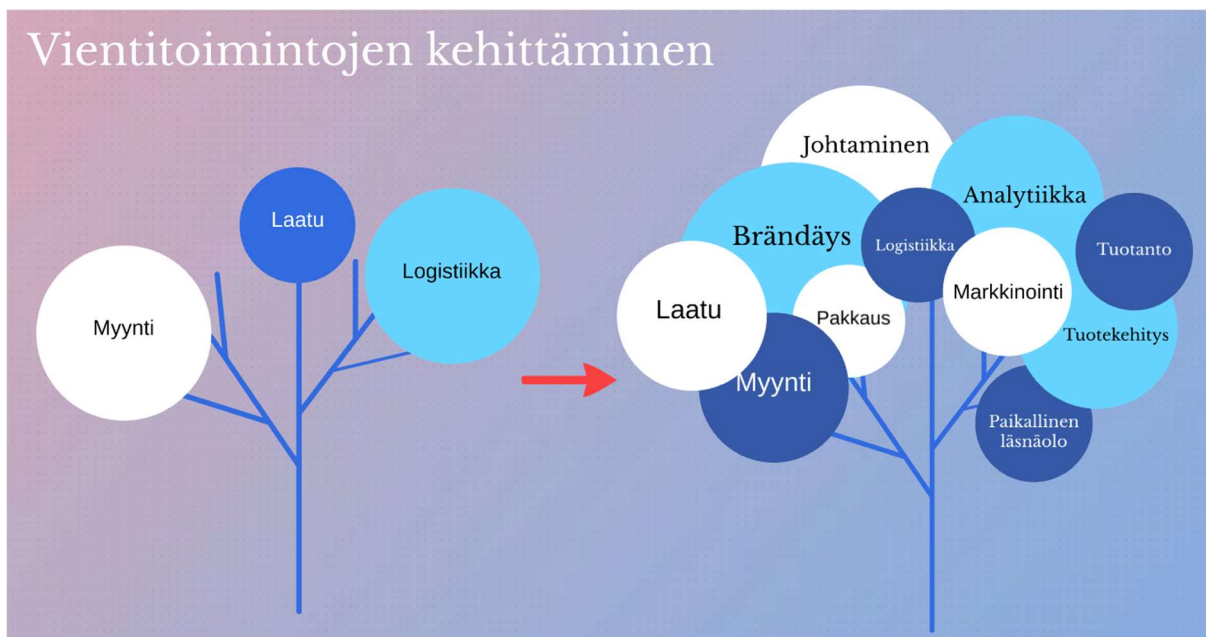 Vientitoimintojen kehittäminen
Myynti
Laatu
Logistiikka
Johtaminen
Analytiikka
Brändäys
Logistiikka
Tuotanto
Laatu
Pakkaus
Markkinointi
Tuotekehitys
Myynti
Paikallinen
läsnäolo